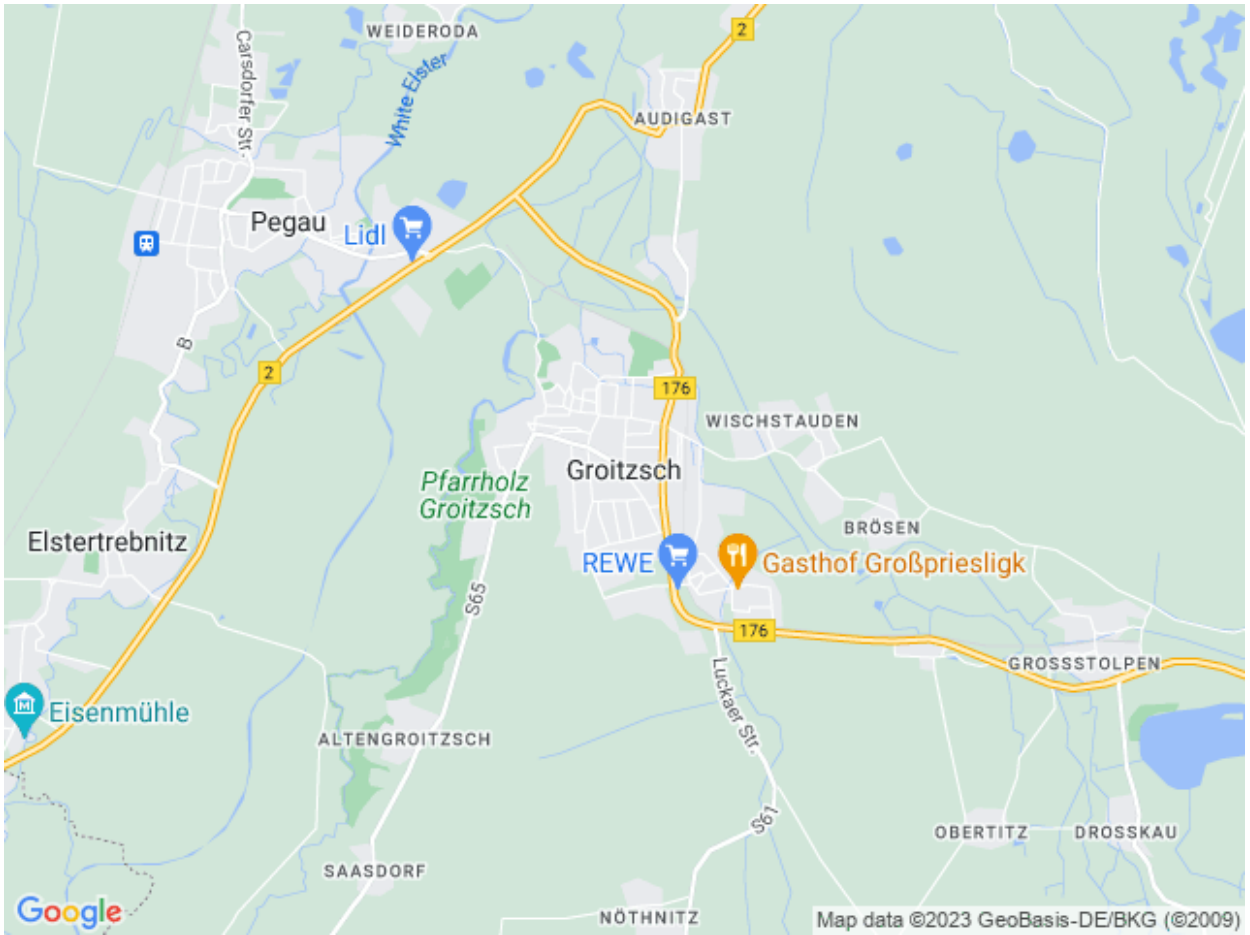 WEIDERODA
2
Carsdorfer Str.
White Elster
AUDIGAST
Pegau
Lidl
B
2
176
WISCHSTAUDEN
Groitzsch
Pfarrholz
Groitzsch
BRÖSEN
Elstertrebnitz
REWE
Gasthof Großpriesligk
S65
176
GROSSSTOLPEN
Luckaer Str.
Eisenmühle
ALTENGROITZSCH
S61
OBERTITZ
DROSSKAU
SAASDORF
Google
NÖTHNITZ
Map data ©2023 GeoBasis-DE/BKG (©2009)